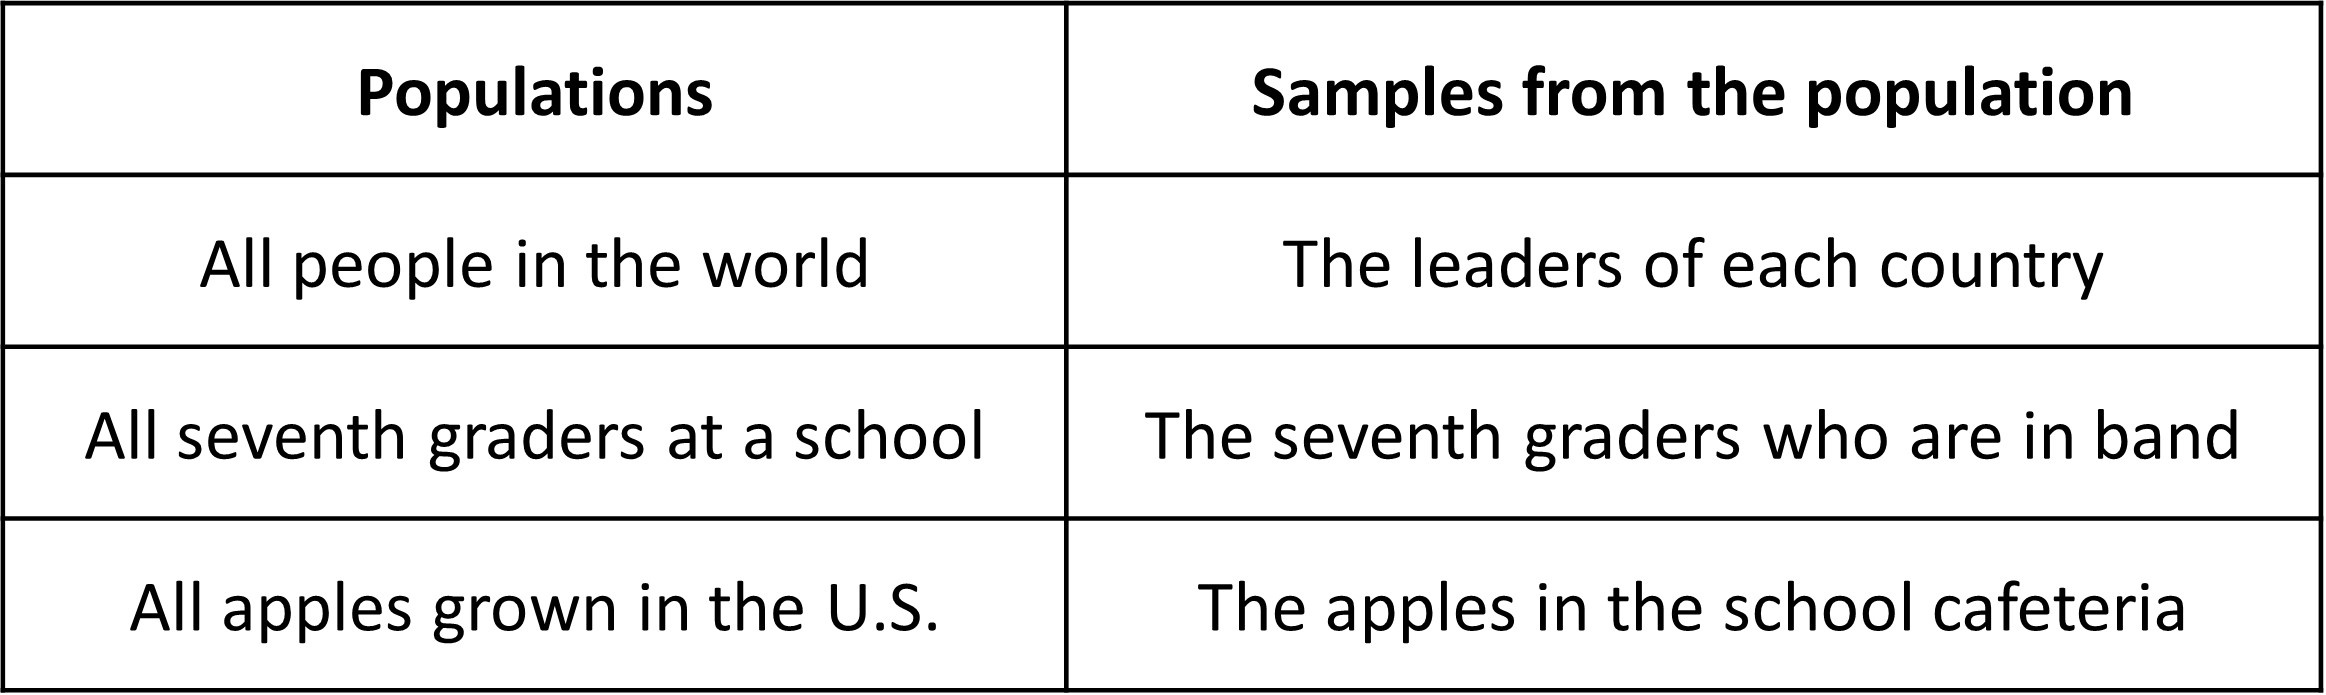 Populations
Samples from the population
All people in the world
The leaders of each country
All seventh graders at a school
The seventh graders who are in band
All apples grown in the U.S.
The apples in the school cafeteria